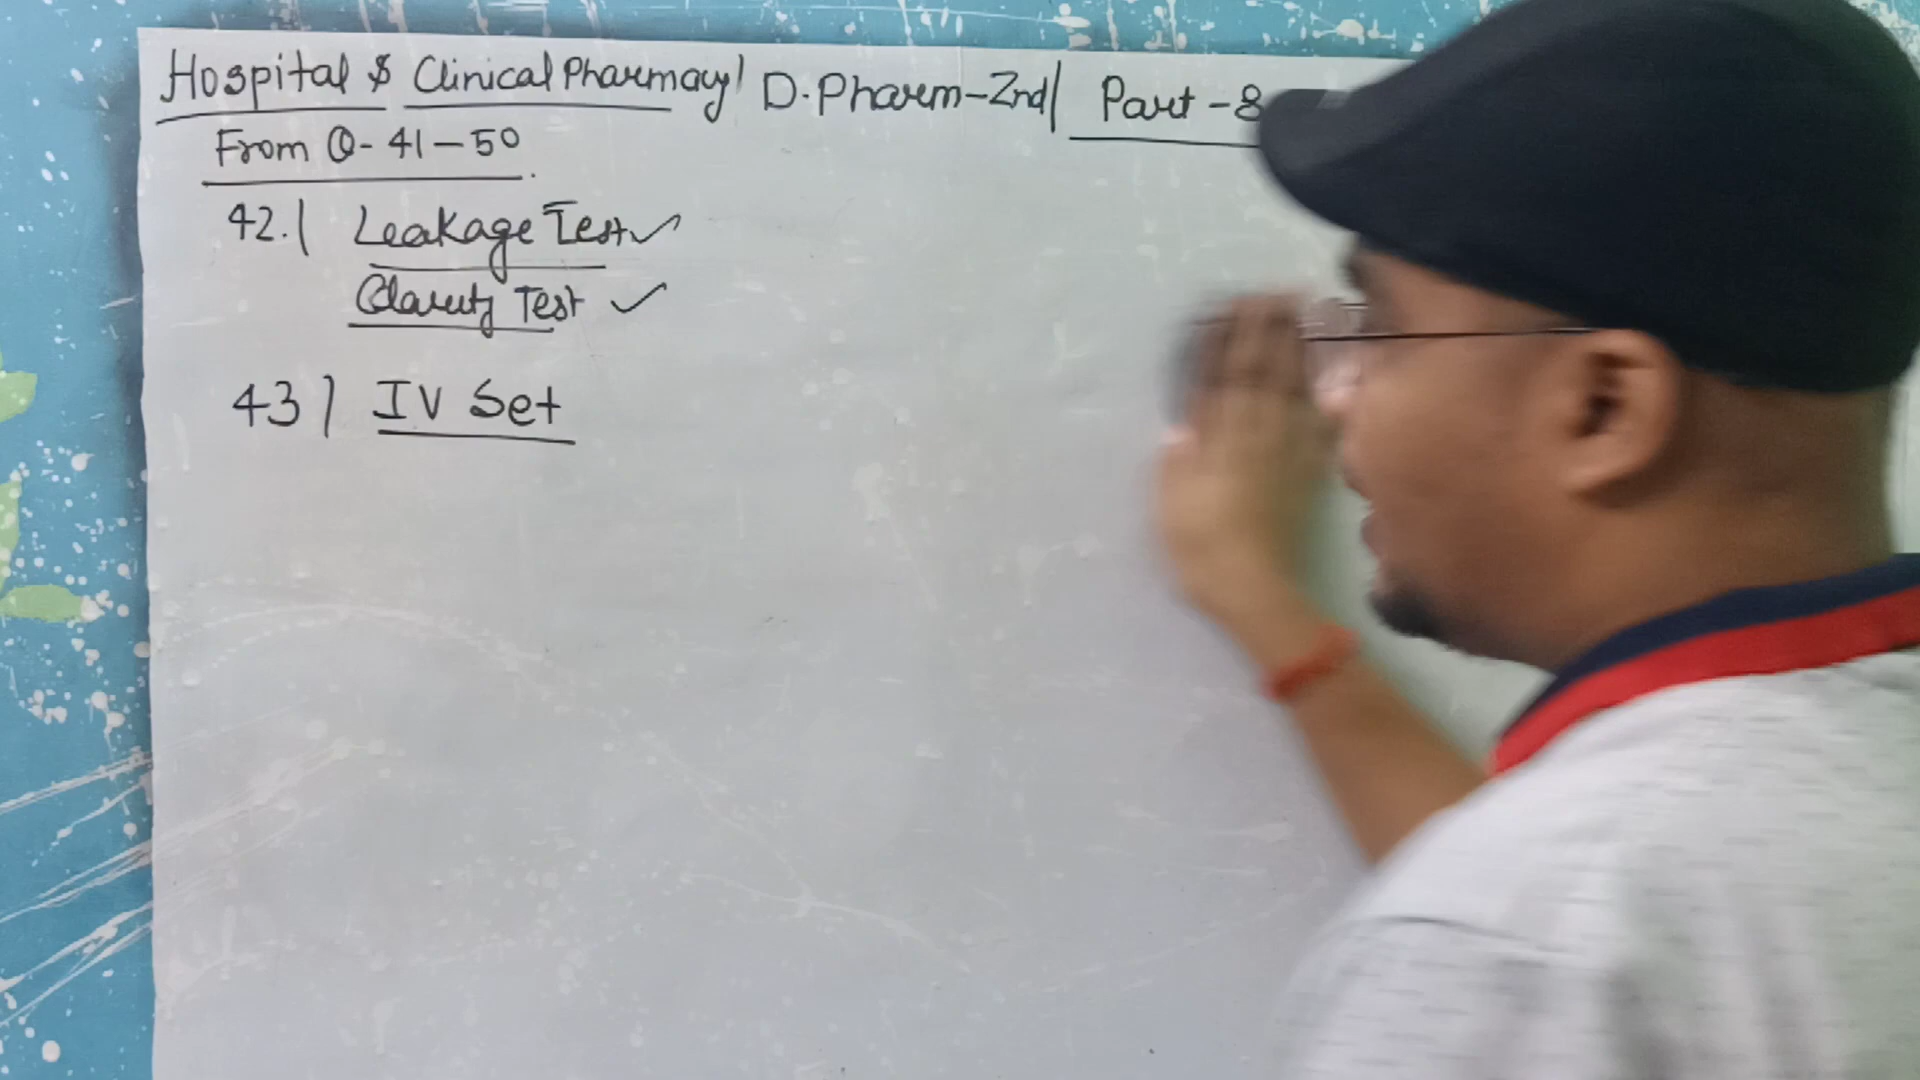 Hospital $ Clinical Pharmacy| D.Pharm-2nd| Part-8
From Q-41-50.
42.| Leakage Test✓
Clarity Test ✓
43| IV Set